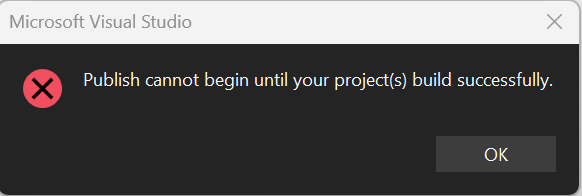 Microsoft Visual Studio
Publish cannot begin until your project(s) build successfully.
OK